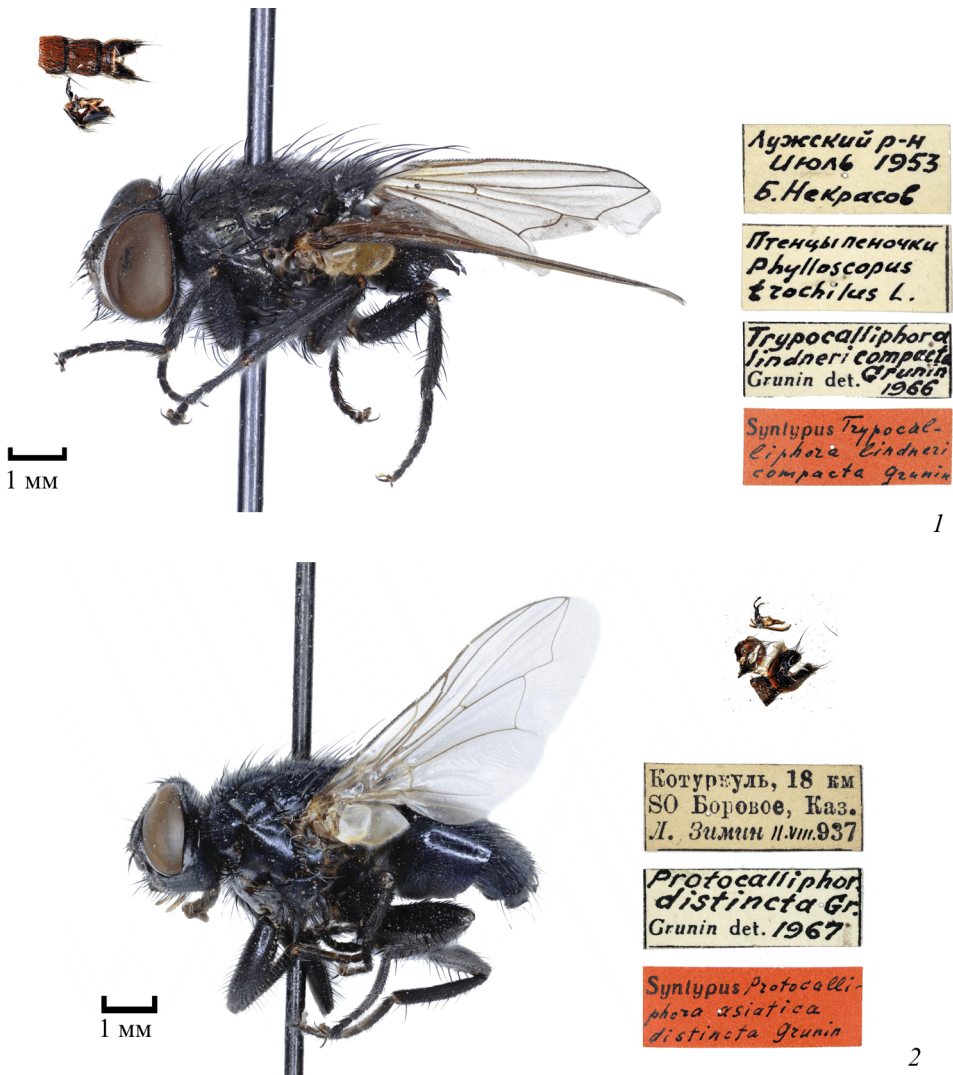 Лужский р-н
Июль 1953
Б. Некрасов
Птенцы пеночки
Phylloscopus
trochilus L.
Trypocalliphora
lindneri compacta
Grunin
Grunin det. 1966
Syntypus Trypocal-
liphora lindneri
compacta Grunin
1 мм
1
Котуркуль, 18 км
SO Боровое, Каз.
Л. Зимин II.VIII.937
Protocalliphor
distincta Gr.
Grunin det. 1967
Syntypus Protocalli-
phora asiatica
distincta Grunin
1 мм
2